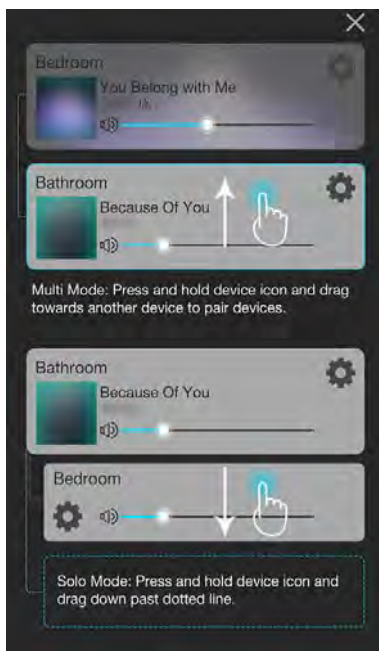 Bedroom
You Belong with Me
Bathroom
Because Of You
Multi Mode: Press and hold device icon and drag
towards another device to pair devices.
Bathroom
Because Of You
Bedroom
Solo Mode: Press and hold device icon and
drag down past dotted line.